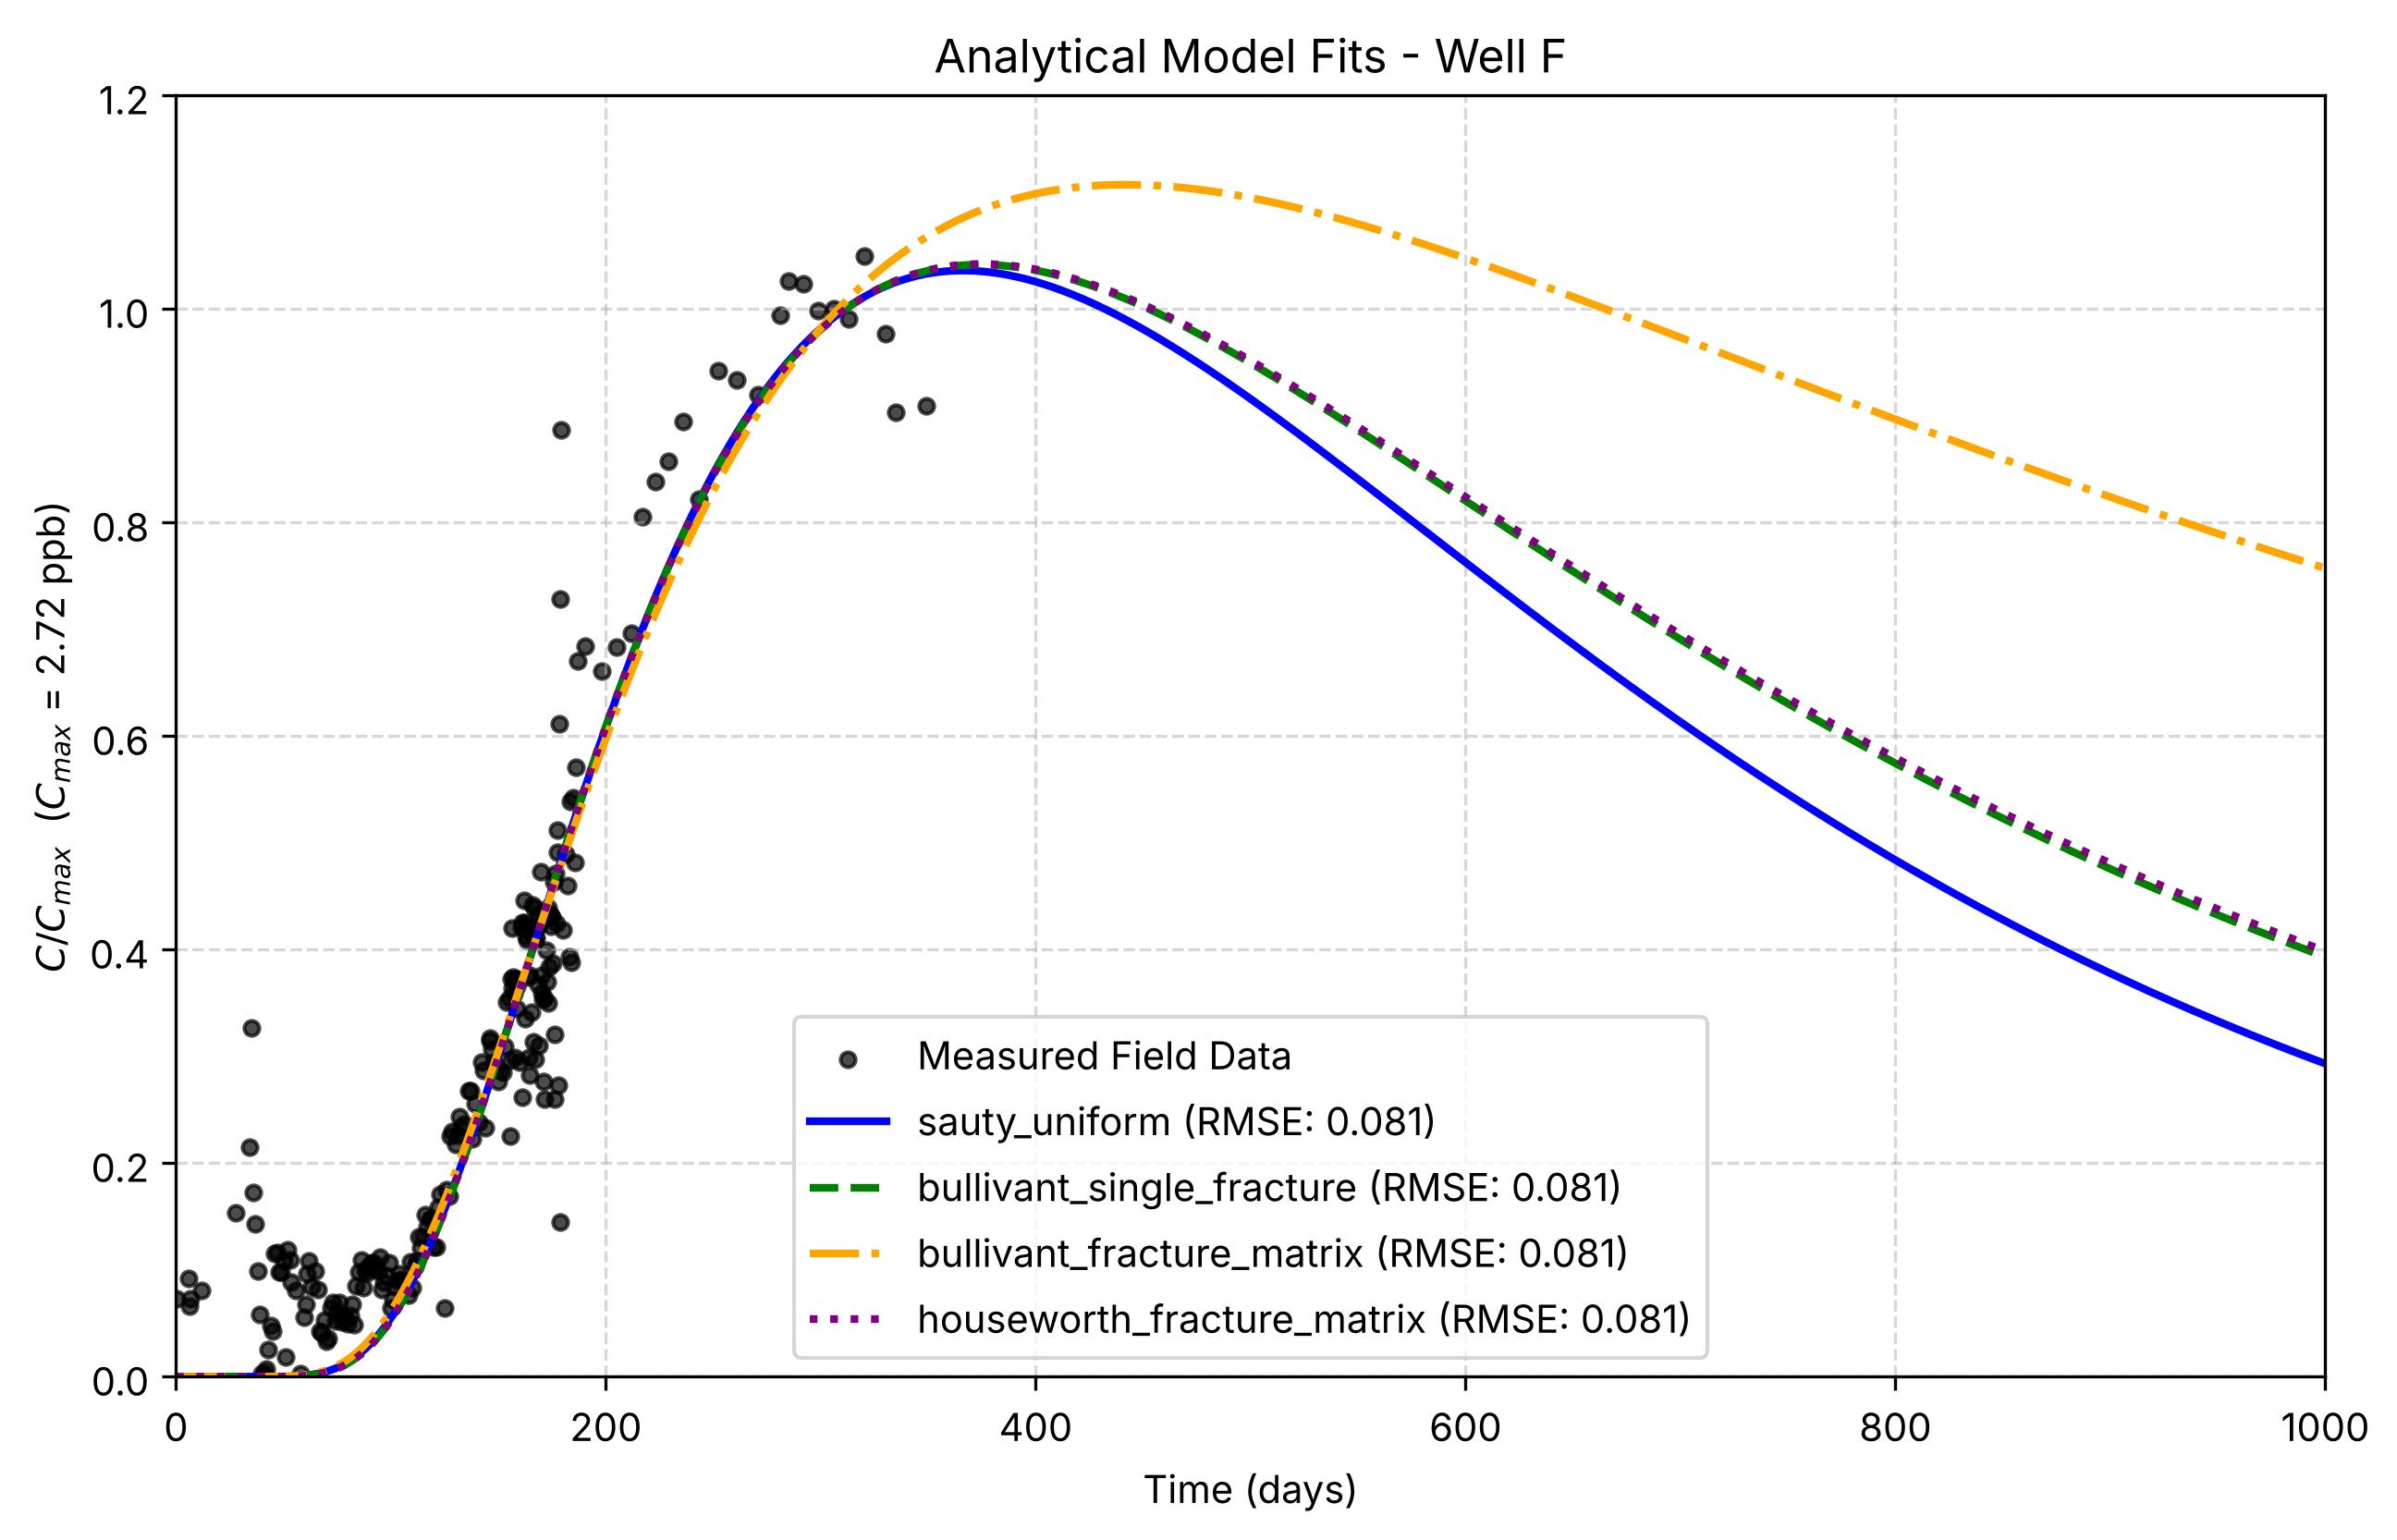 Analytical Model Fits - Well F
1.2
1.0
0.8
0.6
0.4
0.2
0.0
C/Cmax (Cmax = 2.72 ppb)
Measured Field Data
sauty_uniform (RMSE: 0.081)
bullivant_single_fracture (RMSE: 0.081)
bullivant_fracture_matrix (RMSE: 0.081)
houseworth_fracture_matrix (RMSE: 0.081)
0 200 400 600 800 1000
Time (days)